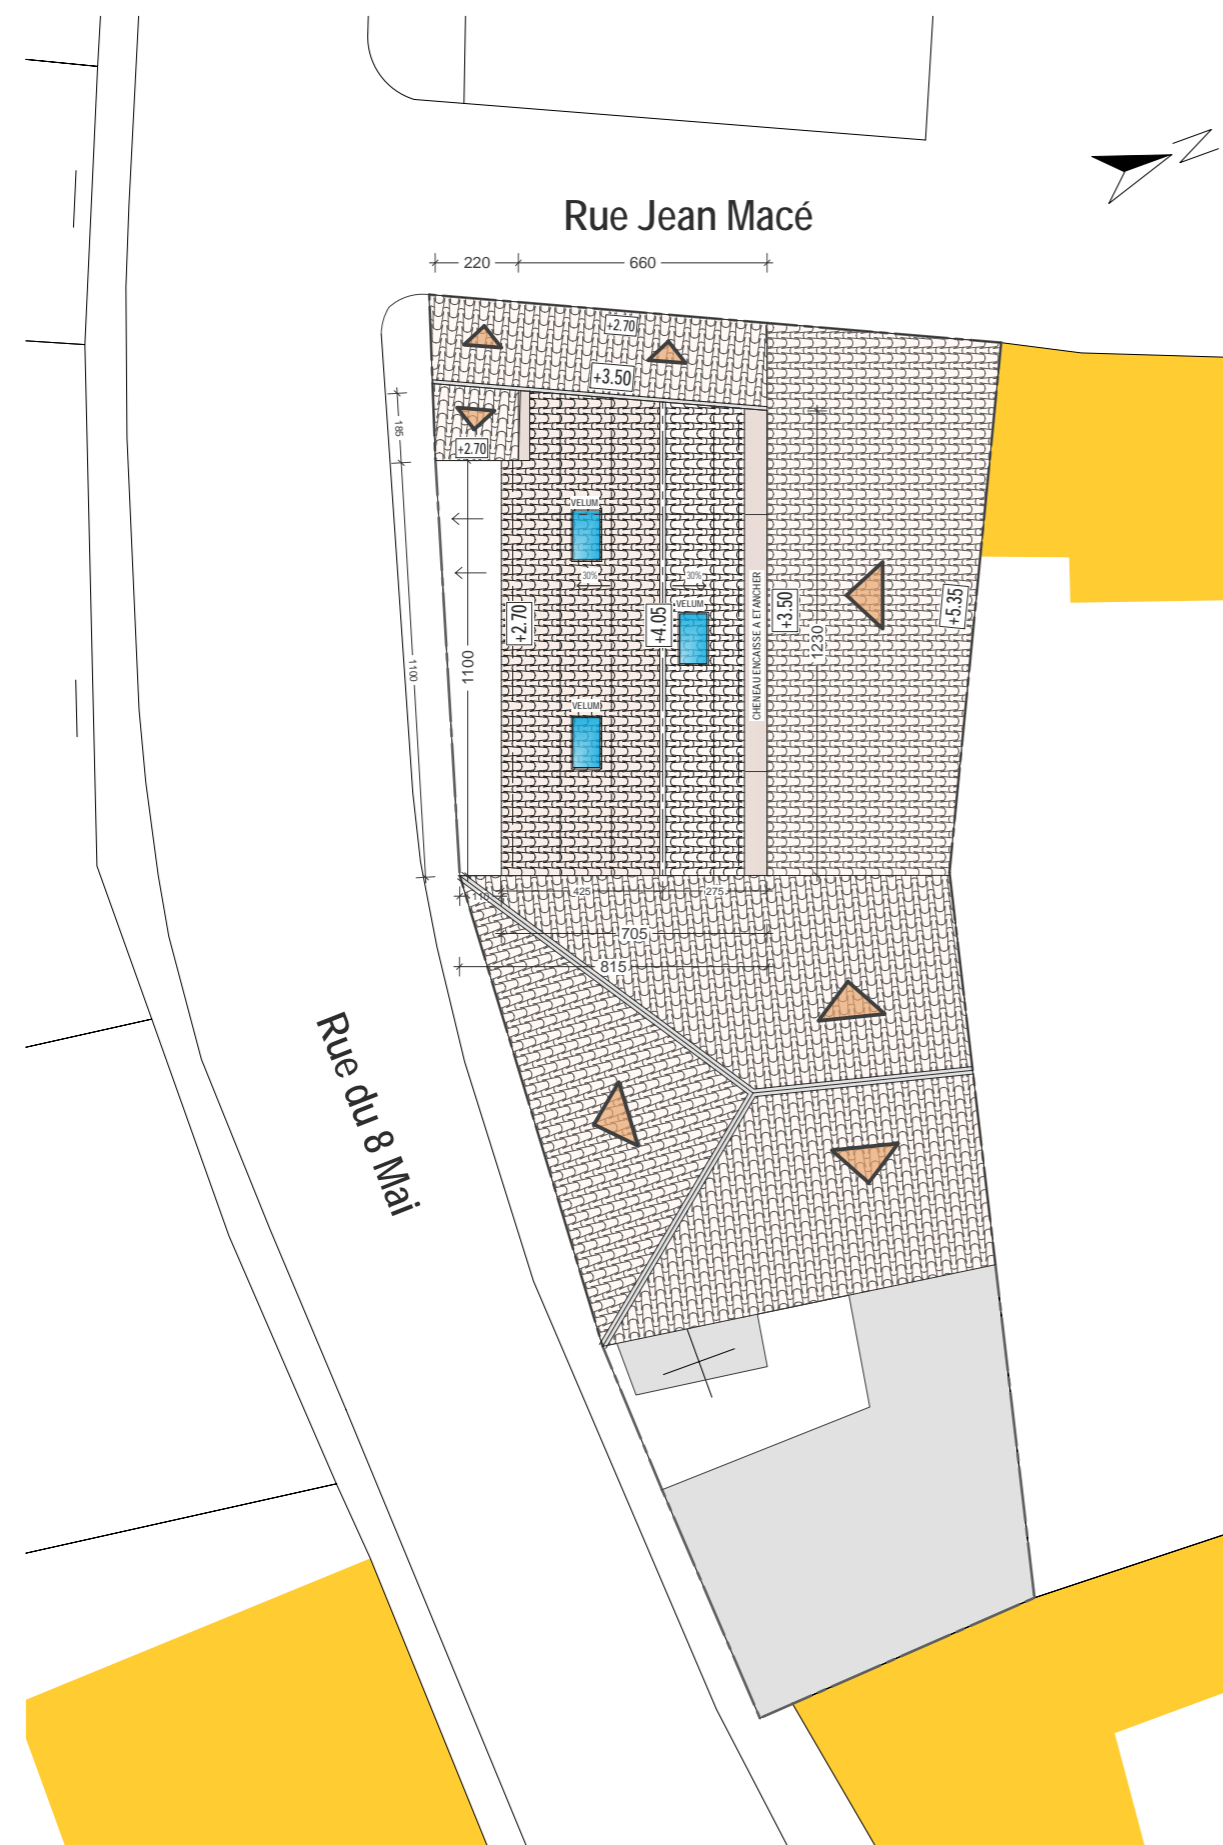 N
Rue Jean Macé
220
660
+2.70
+3.50
185
+2.70
VELUM
30%
30%
VELUM
+2.70
+4.05
CHENEAU ENCAISSE A ETANCHER
+3.50
1230
+5.35
1100
1100
VELUM
110
425
275
705
815
Rue du 8 Mai